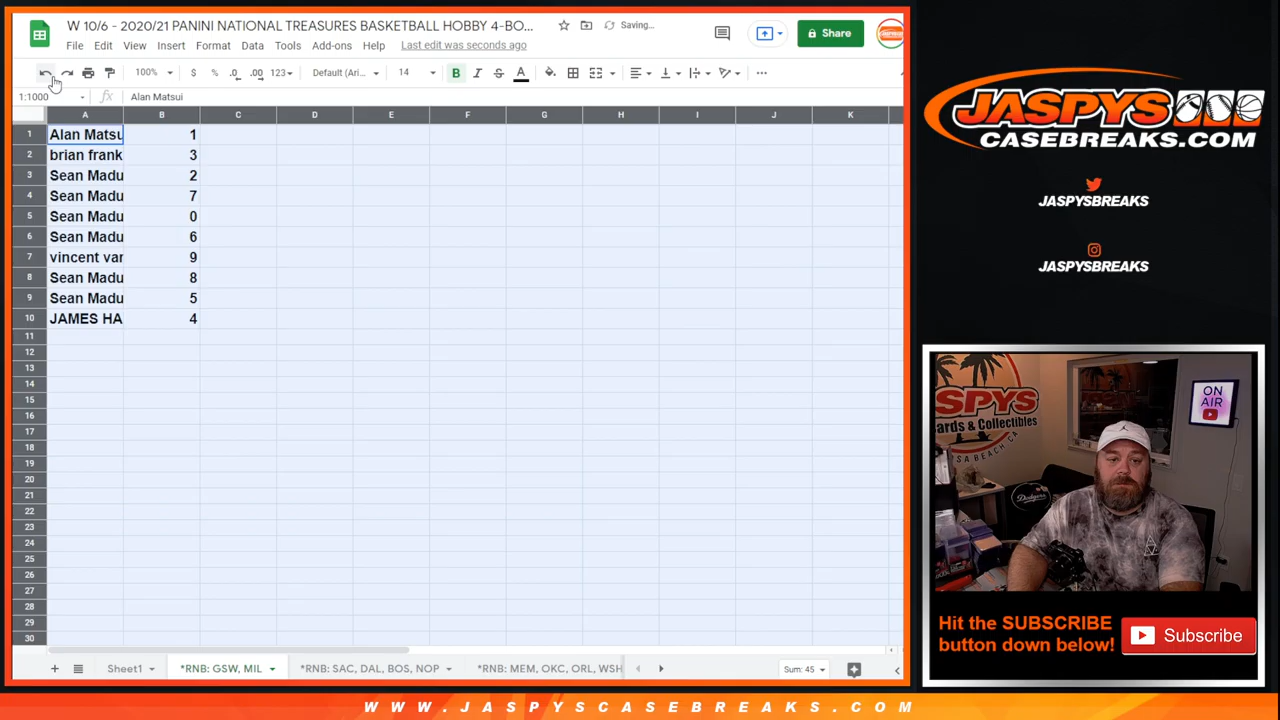 W 10/6 - 2020/21 PANINI NATIONAL TREASURES BASKETBALL HOBBY 4-BO...
Saving...
File Edit View Insert Format Data Tools Add-ons Help Last edit was seconds ago
Share
100% $ % .0 .00 123 Default (Ari... 14 B I S A
1:1000 fx Alan Matsui
A B C D E F G H I J K
1 Alan Matsu 1
2 brian frank 3
3 Sean Madu 2
4 Sean Madu 7
5 Sean Madu 0
6 Sean Madu 6
7 vincent var 9
8 Sean Madu 8
9 Sean Madu 5
10 JAMES HA 4
11
12
13
14
15
16
17
18
19
20
21
22
23
24
25
26
27
28
29
30
Sheet1 *RNB: GSW, MIL *RNB: SAC, DAL, BOS, NOP *RNB: MEM, OKC, ORL, WSH
Sum: 45
JASPYS
CASEBREAKS.COM
JASPYSBREAKS
JASPYSBREAKS
SPYS
ards & Collectibles
SA BEACH CA
ON
AIR
Dodgers
Hit the SUBSCRIBE
button down below!
Subscribe
WWW.JASPYSCASEBREAKS.COM